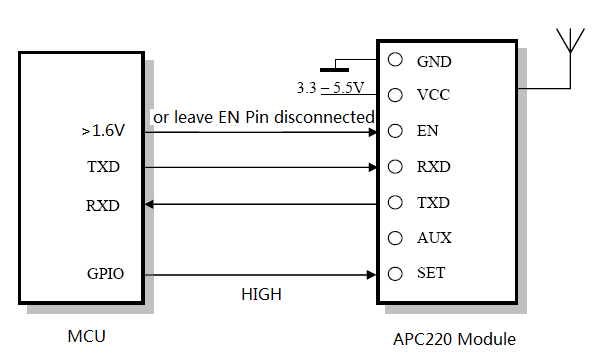 GND
3.3 – 5.5V
VCC
or leave EN Pin disconnected
>1.6V
EN
TXD
RXD
RXD
TXD
AUX
GPIO
SET
HIGH
MCU
APC220 Module